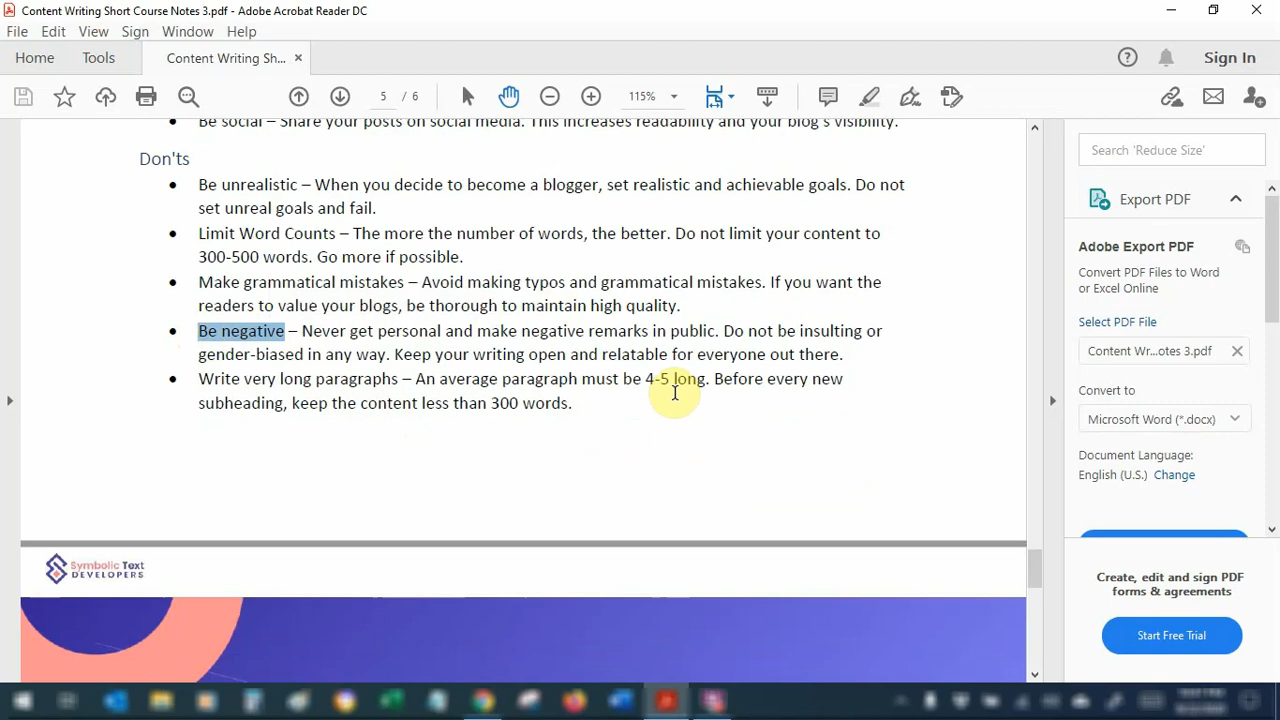 Content Writing Short Course Notes 3.pdf - Adobe Acrobat Reader DC
File Edit View Sign Window Help
Home Tools Content Writing Sh... × Sign In
5 / 6 115%
Be social – Share your posts on social media. This increases readability and your blog's visibility.
Don'ts
• Be unrealistic – When you decide to become a blogger, set realistic and achievable goals. Do not
set unreal goals and fail.
• Limit Word Counts – The more the number of words, the better. Do not limit your content to
300-500 words. Go more if possible.
• Make grammatical mistakes – Avoid making typos and grammatical mistakes. If you want the
readers to value your blogs, be thorough to maintain high quality.
• Be negative – Never get personal and make negative remarks in public. Do not be insulting or
gender-biased in any way. Keep your writing open and relatable for everyone out there.
• Write very long paragraphs – An average paragraph must be 4-5 long. Before every new
subheading, keep the content less than 300 words.
Symbolic Text
DEVELOPERS
Search 'Reduce Size'
Export PDF
Adobe Export PDF
Convert PDF Files to Word
or Excel Online
Select PDF File
Content Wr...otes 3.pdf
Convert to
Microsoft Word (*.docx)
Document Language:
English (U.S.) Change
Create, edit and sign PDF
forms & agreements
Start Free Trial